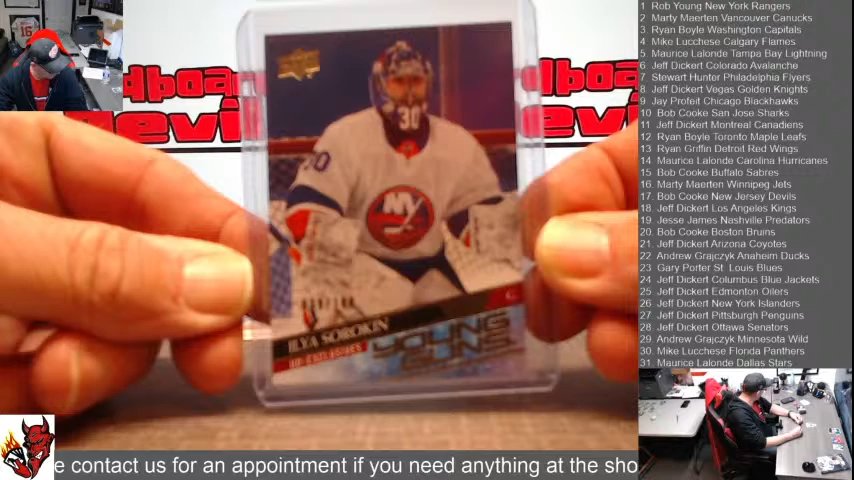 1 Rob Young New York Rangers
2 Marty Maerten Vancouver Canucks
3 Ryan Boyle Washington Capitals
4 Mike Lucchese Calgary Flames
5 Maurice Lalonde Tampa Bay Lightning
6 Jeff Dickert Colorado Avalanche
7 Stewart Hunter Philadelphia Flyers
8 Jeff Dickert Vegas Golden Knights
9 Jay Profeit Chicago Blackhawks
10 Bob Cooke San Jose Sharks
11 Jeff Dickert Montreal Canadiens
12 Ryan Boyle Toronto Maple Leafs
13 Ryan Griffin Detroit Red Wings
14 Maurice Lalonde Carolina Hurricanes
15 Bob Cooke Buffalo Sabres
16 Marty Maerten Winnipeg Jets
17 Bob Cooke New Jersey Devils
18 Jeff Dickert Los Angeles Kings
19 Jesse James Nashville Predators
20 Bob Cooke Boston Bruins
21 Jeff Dickert Arizona Coyotes
22 Andrew Grajczyk Anaheim Ducks
23 Gary Porter St Louis Blues
24 Jeff Dickert Columbus Blue Jackets
25 Jeff Dickert Edmonton Oilers
26 Jeff Dickert New York Islanders
27 Jeff Dickert Pittsburgh Penguins
28 Jeff Dickert Ottawa Senators
29 Andrew Grajczyk Minnesota Wild
30 Mike Lucchese Florida Panthers
31 Maurice Lalonde Dallas Stars
dboa
evi
dboar
evil
30
30
NY
ILYA SOROKIN
G
UD EXCLUSIVES
YOUNG
GUNS
e contact us for an appointment if you need anything at the sho